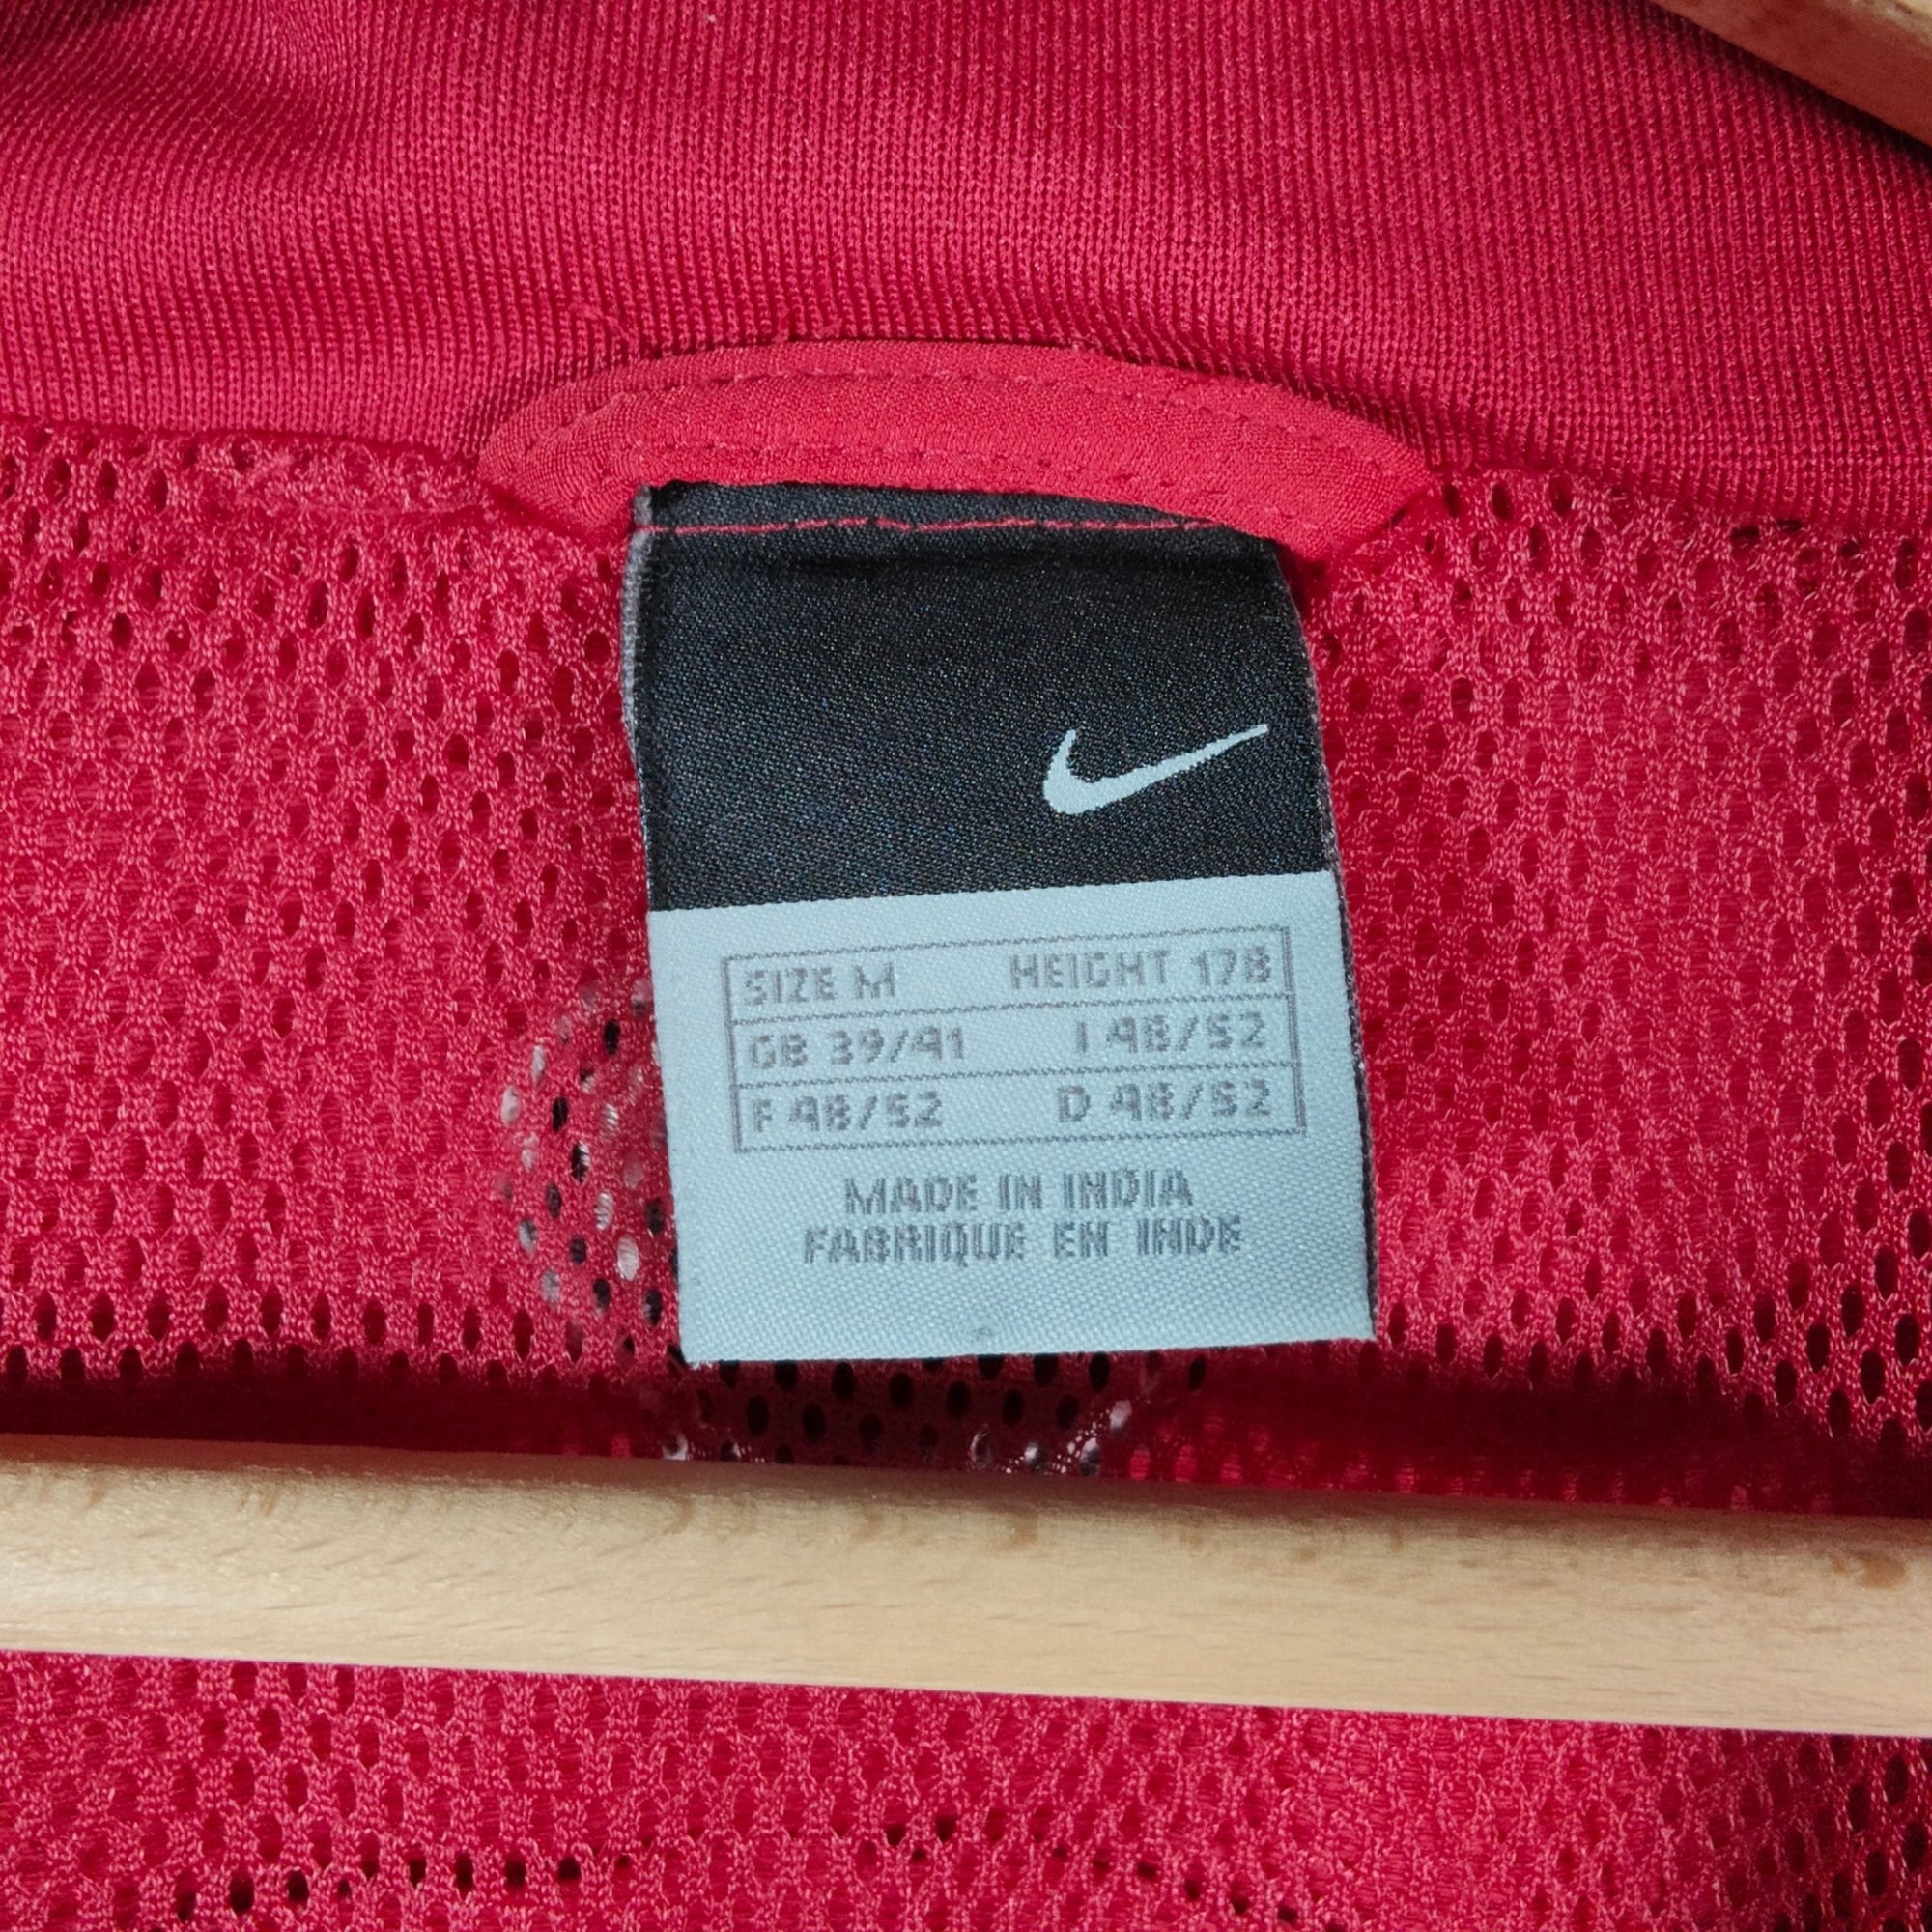 SIZE M HEIGHT 178
GB 39/41 I 48/52
F 48/52 D 48/52
MADE IN INDIA
FABRIQUE EN INDE